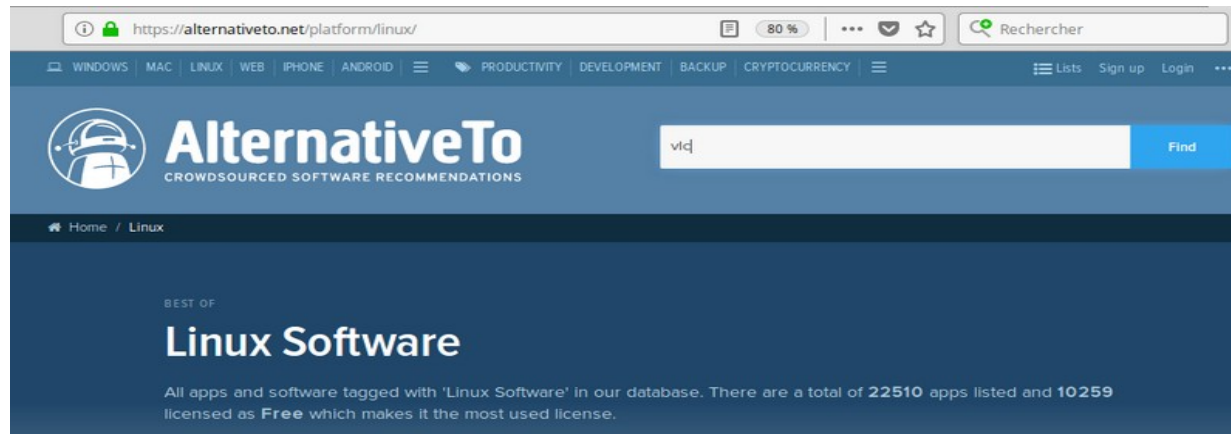 https://alternativeto.net/platform/linux/ 80 % Rechercher
WINDOWS MAC LINUX WEB IPHONE ANDROID PRODUCTIVITY DEVELOPMENT BACKUP CRYPTOCURRENCY Lists Sign up Login
AlternativeTo
CROWDSOURCED SOFTWARE RECOMMENDATIONS
vlc Find
Home / Linux
BEST OF
Linux Software
All apps and software tagged with 'Linux Software' in our database. There are a total of 22510 apps listed and 10259
licensed as Free which makes it the most used license.